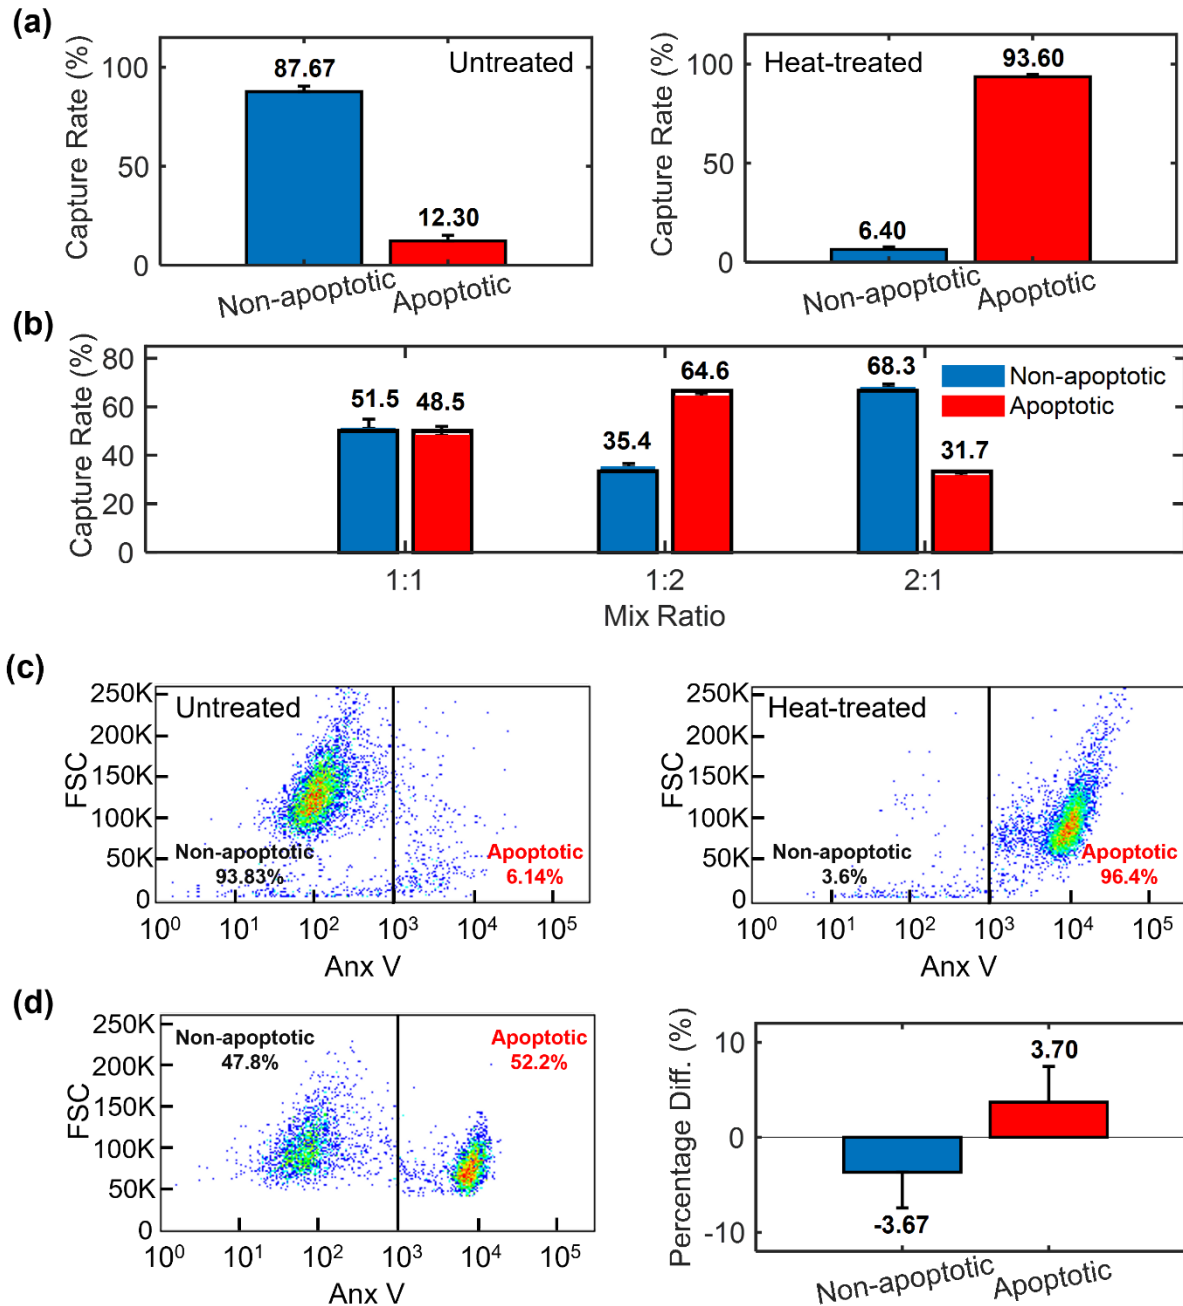 (a)
Capture Rate (%)
100
50
0
87.67
12.30
Untreated
Non-apoptotic
Apoptotic
Capture Rate (%)
100
50
0
Heat-treated
6.40
93.60
Non-apoptotic
Apoptotic
(b)
Capture Rate (%)
80
60
40
20
0
51.5
48.5
35.4
64.6
68.3
31.7
Non-apoptotic
Apoptotic
1:1
1:2
2:1
Mix Ratio
(c)
FSC
250K
200K
150K
100K
50K
0
Untreated
Non-apoptotic
93.83%
Apoptotic
6.14%
10⁰
10¹
10²
10³
10⁴
10⁵
Anx V
FSC
250K
200K
150K
100K
50K
0
Heat-treated
Non-apoptotic
3.6%
Apoptotic
96.4%
10⁰
10¹
10²
10³
10⁴
10⁵
Anx V
(d)
FSC
250K
200K
150K
100K
50K
0
Non-apoptotic
47.8%
Apoptotic
52.2%
10⁰
10¹
10²
10³
10⁴
10⁵
Anx V
Percentage Diff. (%)
10
0
-10
3.70
-3.67
Non-apoptotic
Apoptotic